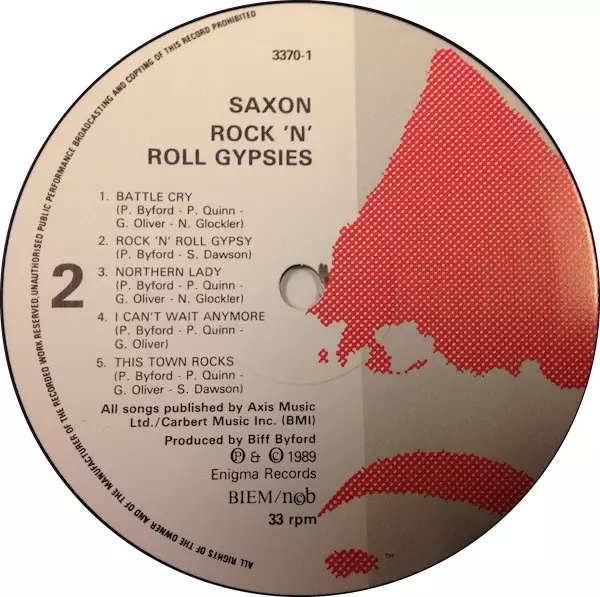 3370-1
SAXON
ROCK 'N'
ROLL GYPSIES
1. BATTLE CRY
(P. Byford - P. Quinn -
G. Oliver - N. Glockler)
2. ROCK 'N' ROLL GYPSY
(P. Byford - S. Dawson)
3. NORTHERN LADY
(P. Byford - P. Quinn -
G. Oliver - N. Glockler)
4. I CAN'T WAIT ANYMORE
(P. Byford - P. Quinn -
G. Oliver)
5. THIS TOWN ROCKS
(P. Byford - P. Quinn -
G. Oliver - S. Dawson)
2
All songs published by Axis Music
Ltd./Carbert Music Inc. (BMI)
Produced by Biff Byford
℗ & © 1989
Enigma Records
BIEM/ncb
33 rpm
TM
ALL RIGHTS OF THE OWNER AND OF THE MANUFACTURER OF THE RECORDED WORK RESERVED, UNAUTHORISED PUBLIC PERFORMANCE BROADCASTING AND COPYING OF THIS RECORD PROHIBITED